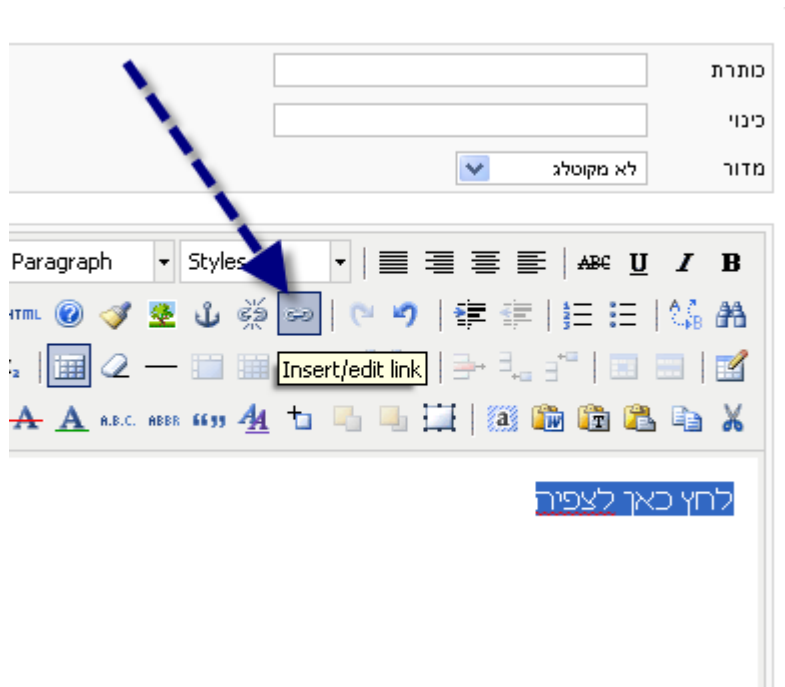 כותרת
כינוי
מדור
לא מקוטלג
Paragraph Styles ABC U I B
HTML
Insert/edit link
A A A.B.C. ABBR
לחץ כאן לצפיה